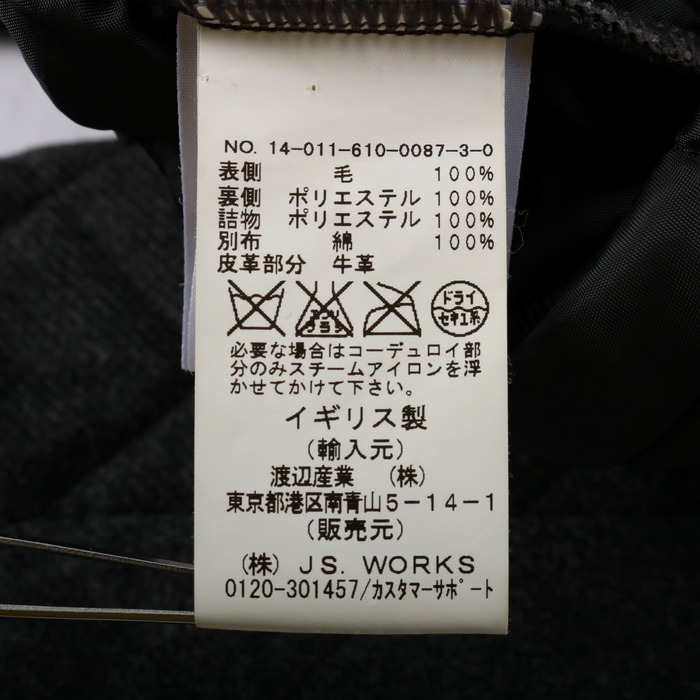 NO. 14-011-610-0087-3-0
表側 毛 100%
裏側 ポリエステル 100%
詰物 ポリエステル 100%
別布 綿 100%
皮革部分 牛革
エンソ サラシ ドライ
セキユ系
必要な場合はコーデュロイ部
分のみスチームアイロンを浮
かせてかけて下さい。
イギリス製
(輸入元)
渡辺産業 (株)
東京都港区南青山5-14-1
(販売元)
(株) JS. WORKS
0120-301457/カスタマーサポート